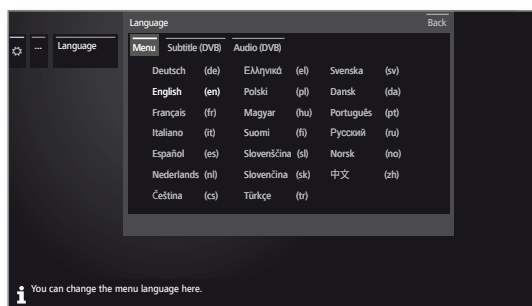 Language Back
... Language
Menu Subtitle (DVB) Audio (DVB)
Deutsch (de) Ελληνικά (el) Svenska (sv)
English (en) Polski (pl) Dansk (da)
Français (fr) Magyar (hu) Português (pt)
Italiano (it) Suomi (fi) Русский (ru)
Español (es) Slovenščina (sl) Norsk (no)
Nederlands (nl) Slovenčina (sk) 中文 (zh)
Čeština (cs) Türkçe (tr)
You can change the menu language here.